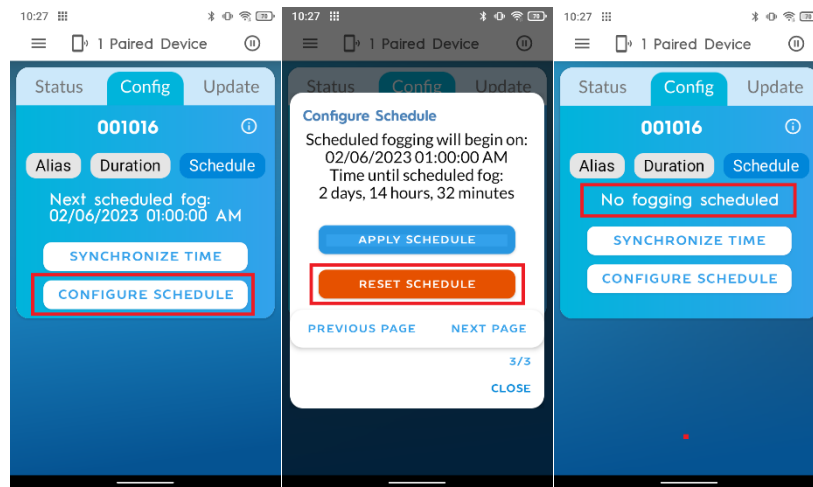 10:27
70
1 Paired Device
Status Config Update
001016
Alias Duration Schedule
Next scheduled fog:
02/06/2023 01:00:00 AM
SYNCHRONIZE TIME
CONFIGURE SCHEDULE
10:27
70
1 Paired Device
Status Config Update
Configure Schedule
Scheduled fogging will begin on:
02/06/2023 01:00:00 AM
Time until scheduled fog:
2 days, 14 hours, 32 minutes
APPLY SCHEDULE
RESET SCHEDULE
PREVIOUS PAGE NEXT PAGE
3/3
CLOSE
10:27
70
1 Paired Device
Status Config Update
001016
Alias Duration Schedule
No fogging scheduled
SYNCHRONIZE TIME
CONFIGURE SCHEDULE